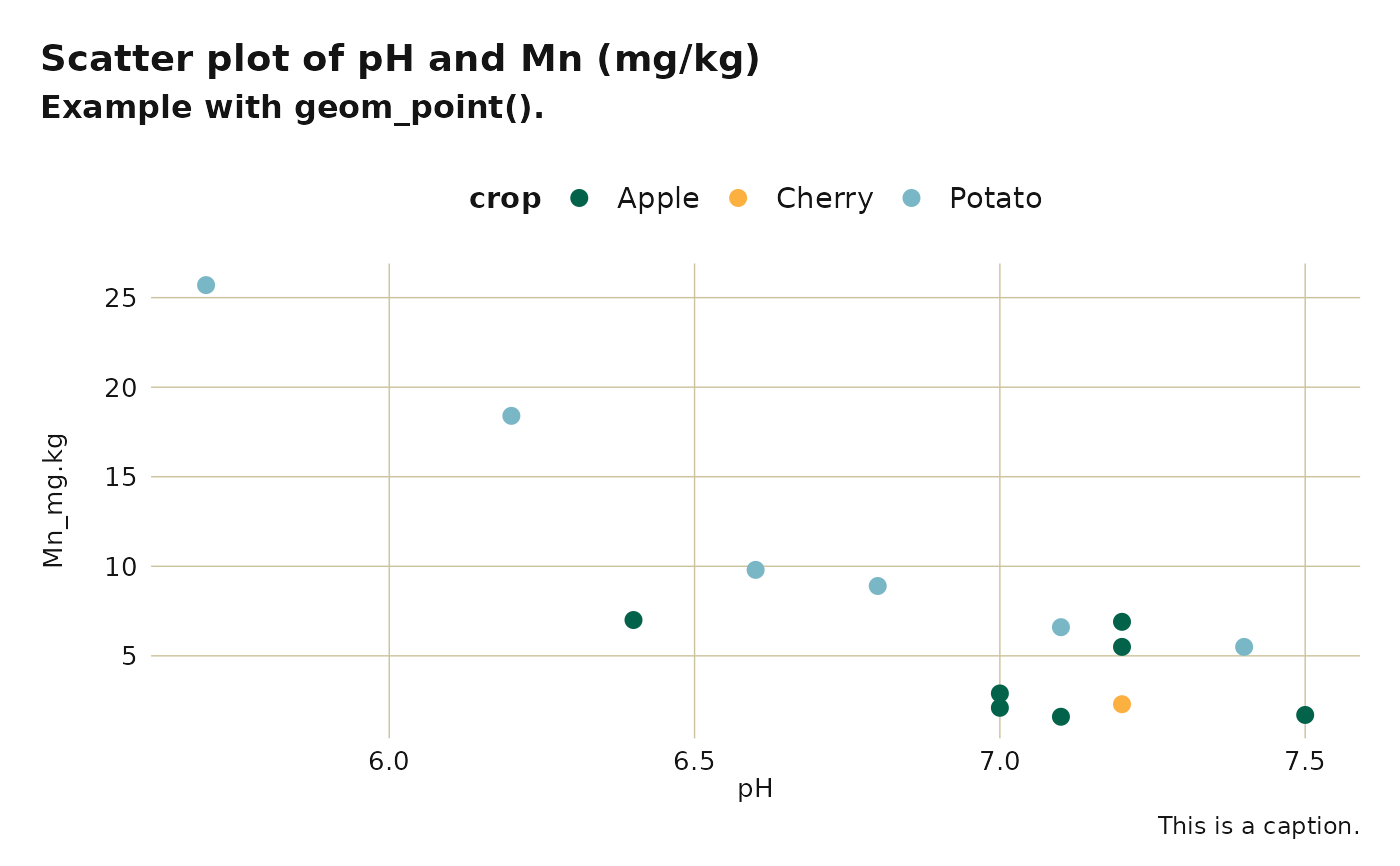 Scatter plot of pH and Mn (mg/kg)
Example with geom_point().
crop Apple Cherry Potato
25
20
15
10
5
Mn_mg.kg
6.0 6.5 7.0 7.5
pH
This is a caption.